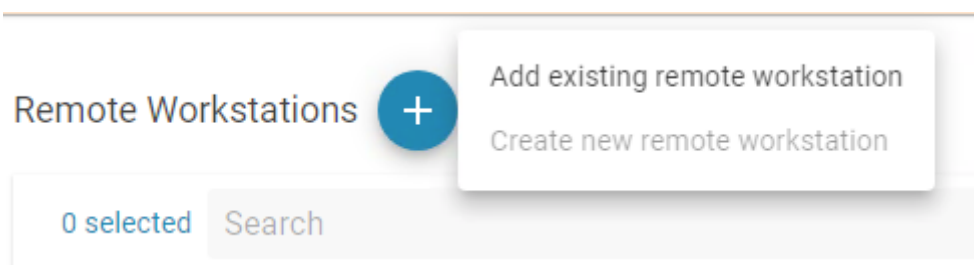 Add existing remote workstation
Remote Workstations
Create new remote workstation
0 selected
Search